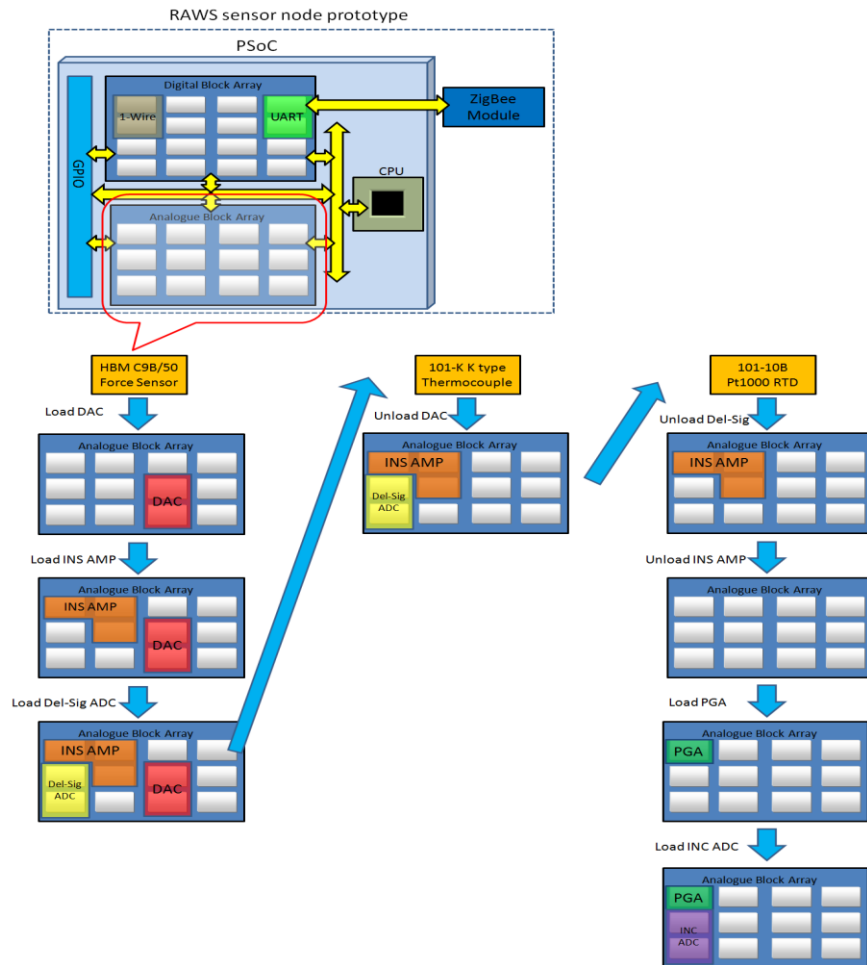 RAWS sensor node prototype
PSoC
Digital Block Array
1-Wire
UART
ZigBee
Module
GPIO
CPU
Analogue Block Array
HBM C9B/50
Force Sensor
101-K K type
Thermocouple
101-10B
Pt1000 RTD
Load DAC
Unload DAC
Unload Del-Sig
Analogue Block Array
DAC
Analogue Block Array
INS AMP
Del-Sig
ADC
Analogue Block Array
INS AMP
Load INS AMP
Unload INS AMP
Analogue Block Array
INS AMP
DAC
Analogue Block Array
Load Del-Sig ADC
Load PGA
Analogue Block Array
INS AMP
Del-Sig
ADC
DAC
Analogue Block Array
PGA
Load INC ADC
Analogue Block Array
PGA
INC
ADC